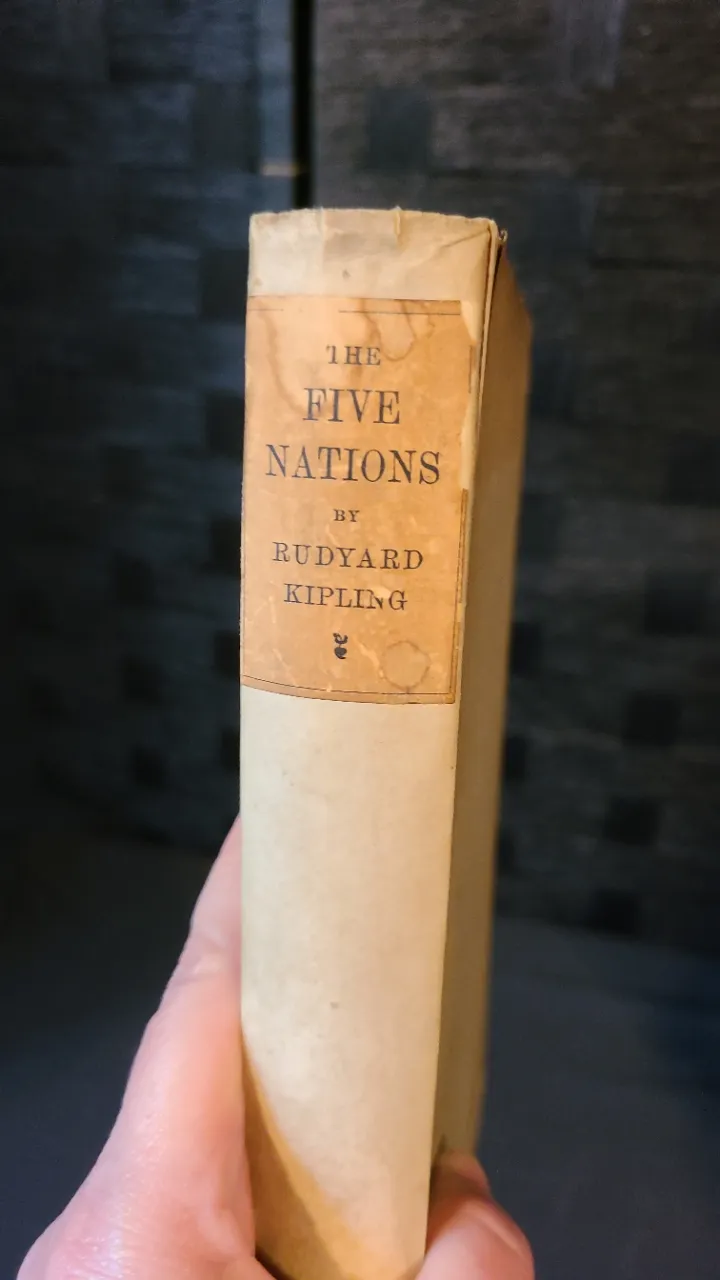 THE
FIVE
NATIONS
BY
RUDYARD
KIPLING